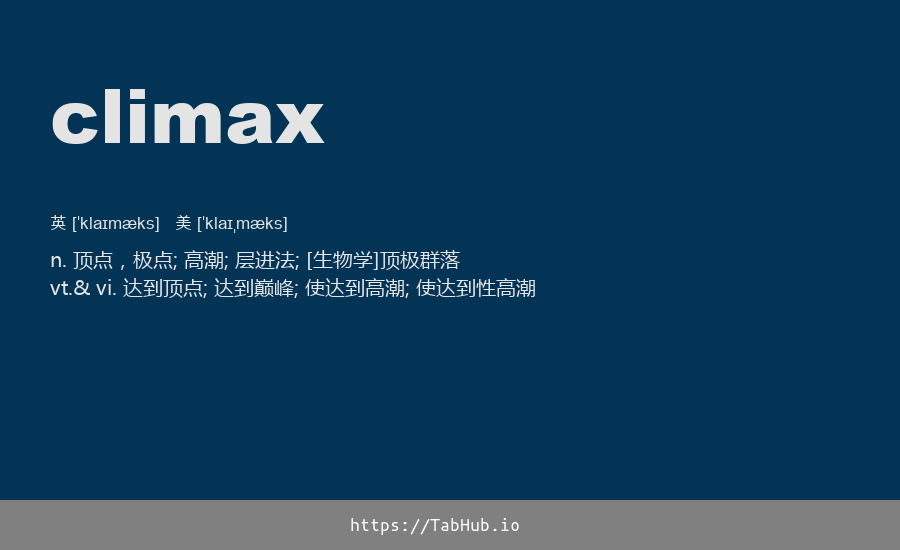 climax
英 [ˈklaɪmæks] 美 [ˈklaɪˌmæks]
n. 顶点，极点; 高潮; 层进法; [生物学]顶极群落
vt.& vi. 达到顶点; 达到巅峰; 使达到高潮; 使达到性高潮
https://TabHub.io